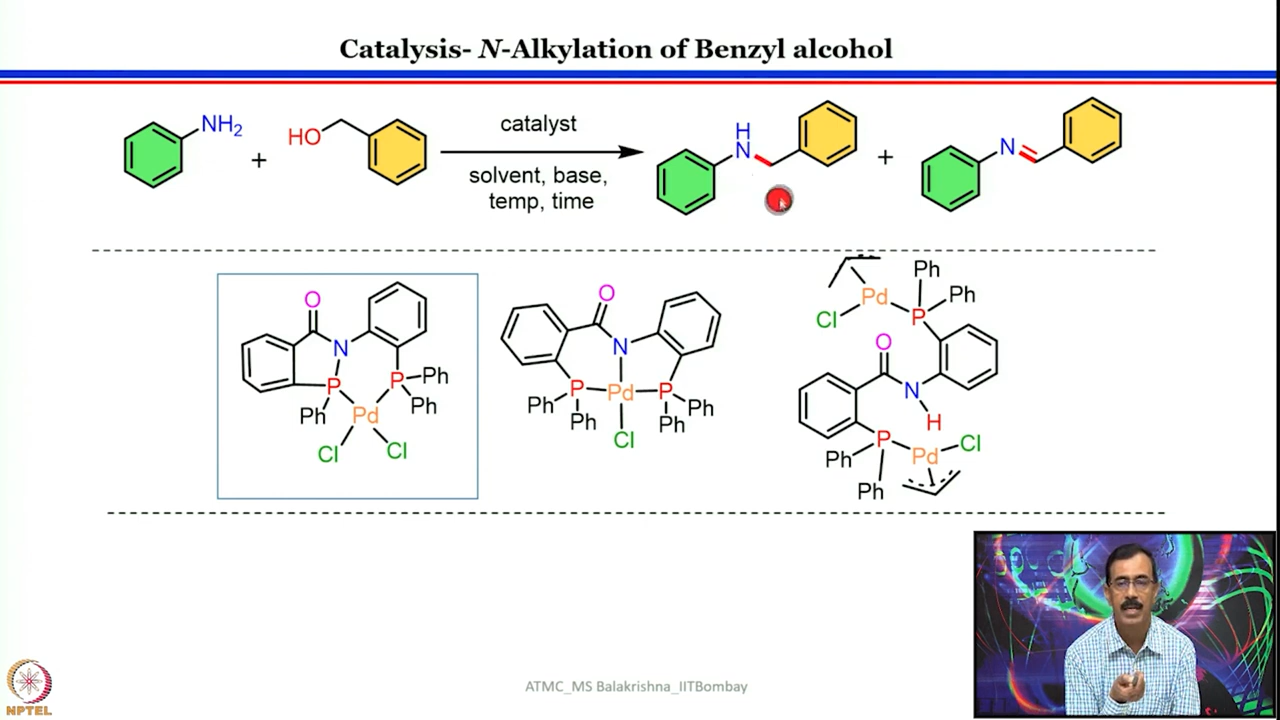 Catalysis- N-Alkylation of Benzyl alcohol
NH2
+
HO
catalyst
solvent, base,
temp, time
H
N
+
N
O
N
P
P
Ph
Ph
Ph
Pd
Cl
Cl
O
N
P
Pd
P
Ph
Ph
Ph
Ph
Cl
Pd
Cl
Ph
Ph
P
O
N
H
P
Ph
Ph
Pd
Cl
NPTEL
ATMC_MS Balakrishna_IITBombay